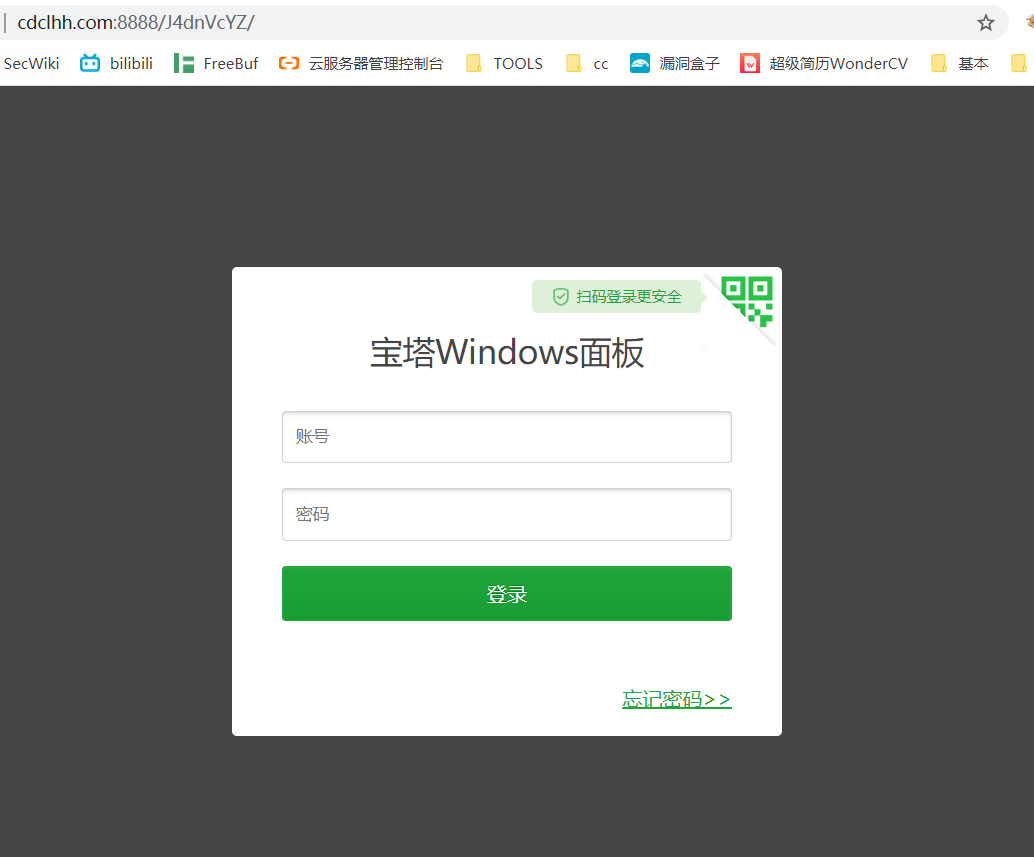 cdclhh.com:8888/J4dnVcYZ/
SecWiki bilibili FreeBuf 云服务器管理控制台 TOOLS cc 漏洞盒子 超级简历WonderCV 基本
扫码登录更安全
宝塔Windows面板
账号
密码
登录
忘记密码>>